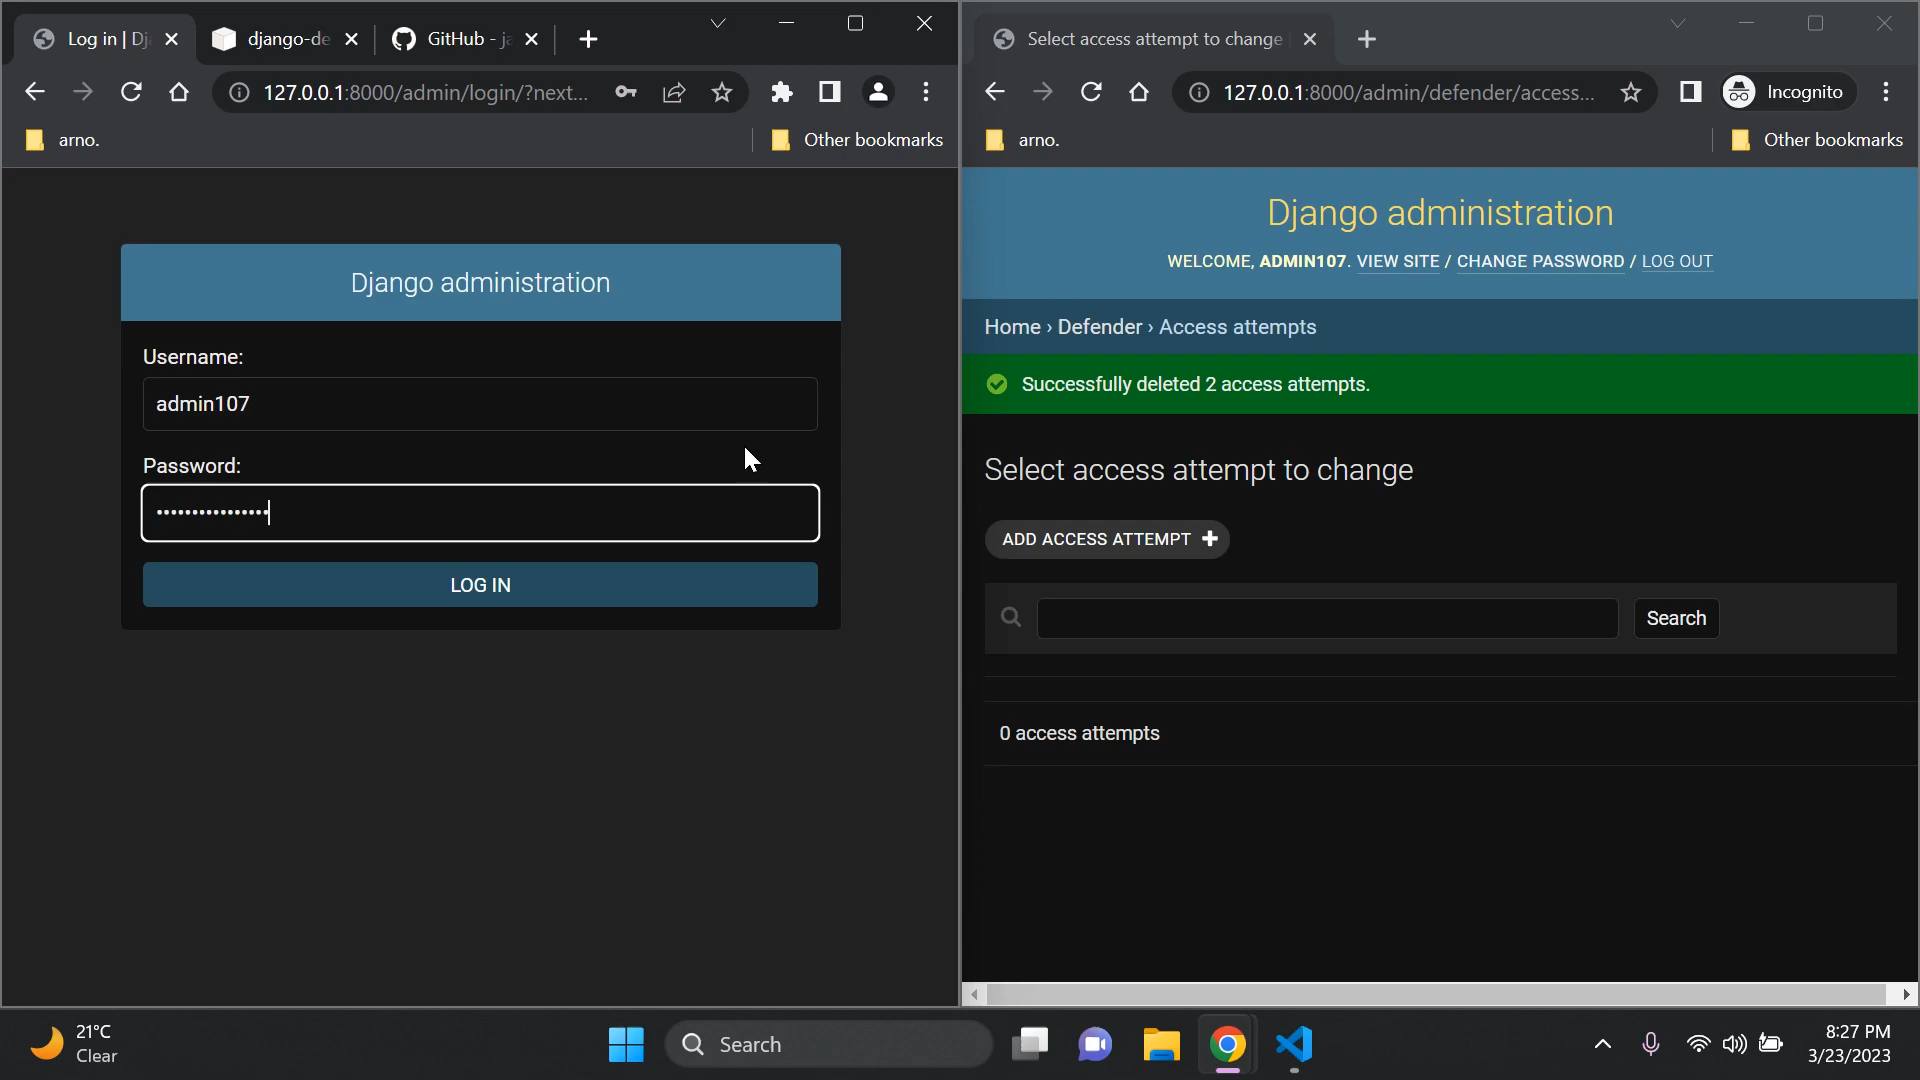 Log in | Dj
django-de
GitHub - ja
127.0.0.1:8000/admin/login/?next...
arno.
Other bookmarks
Django administration
Username:
admin107
Password:
••••••••••••••••
LOG IN
Select access attempt to change
127.0.0.1:8000/admin/defender/access...
Incognito
arno.
Other bookmarks
Django administration
WELCOME, ADMIN107. VIEW SITE / CHANGE PASSWORD / LOG OUT
Home › Defender › Access attempts
Successfully deleted 2 access attempts.
Select access attempt to change
ADD ACCESS ATTEMPT +
Search
0 access attempts
21°C
Clear
Search
8:27 PM
3/23/2023